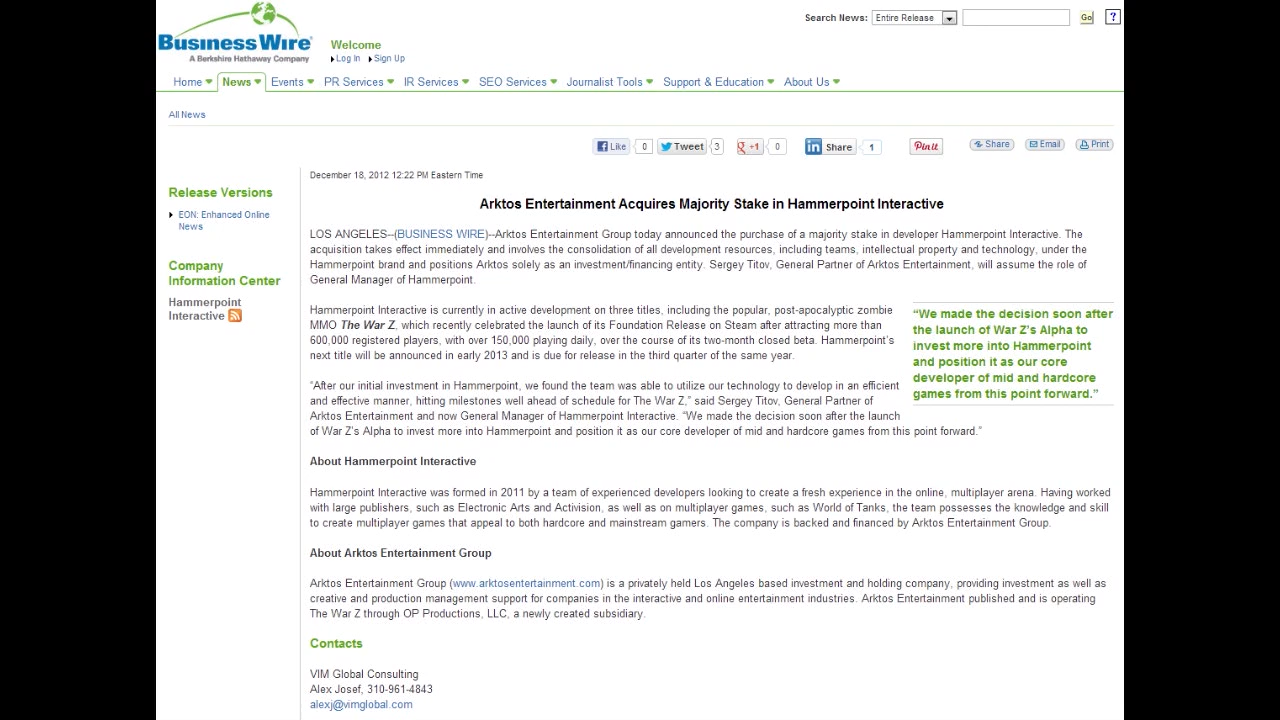 BUSINESS WIRE
A Berkshire Hathaway Company
Welcome
Log In Sign Up
Search News: Entire Release Go ?
Home News Events PR Services IR Services SEO Services Journalist Tools Support & Education About Us
All News
Like 0 Tweet 3 +1 0 in Share 1 Pin it Share Email Print
Release Versions
EON: Enhanced Online
News
Company
Information Center
Hammerpoint
Interactive
December 18, 2012 12:22 PM Eastern Time
Arktos Entertainment Acquires Majority Stake in Hammerpoint Interactive
LOS ANGELES--(BUSINESS WIRE)--Arktos Entertainment Group today announced the purchase of a majority stake in developer Hammerpoint Interactive. The
acquisition takes effect immediately and involves the consolidation of all development resources, including teams, intellectual property and technology, under the
Hammerpoint brand and positions Arktos solely as an investment/financing entity. Sergey Titov, General Partner of Arktos Entertainment, will assume the role of
General Manager of Hammerpoint.
Hammerpoint Interactive is currently in active development on three titles, including the popular, post-apocalyptic zombie
MMO The War Z, which recently celebrated the launch of its Foundation Release on Steam after attracting more than
600,000 registered players, with over 150,000 playing daily, over the course of its two-month closed beta. Hammerpoint's
next title will be announced in early 2013 and is due for release in the third quarter of the same year.
“We made the decision soon after
the launch of War Z’s Alpha to
invest more into Hammerpoint
and position it as our core
developer of mid and hardcore
games from this point forward.”
“After our initial investment in Hammerpoint, we found the team was able to utilize our technology to develop in an efficient
and effective manner, hitting milestones well ahead of schedule for The War Z,” said Sergey Titov, General Partner of
Arktos Entertainment and now General Manager of Hammerpoint Interactive. “We made the decision soon after the launch
of War Z’s Alpha to invest more into Hammerpoint and position it as our core developer of mid and hardcore games from this point forward.”
About Hammerpoint Interactive
Hammerpoint Interactive was formed in 2011 by a team of experienced developers looking to create a fresh experience in the online, multiplayer arena. Having worked
with large publishers, such as Electronic Arts and Activision, as well as on multiplayer games, such as World of Tanks, the team possesses the knowledge and skill
to create multiplayer games that appeal to both hardcore and mainstream gamers. The company is backed and financed by Arktos Entertainment Group.
About Arktos Entertainment Group
Arktos Entertainment Group (www.arktosentertainment.com) is a privately held Los Angeles based investment and holding company, providing investment as well as
creative and production management support for companies in the interactive and online entertainment industries. Arktos Entertainment published and is operating
The War Z through OP Productions, LLC, a newly created subsidiary.
Contacts
VIM Global Consulting
Alex Josef, 310-961-4843
alexj@vimglobal.com